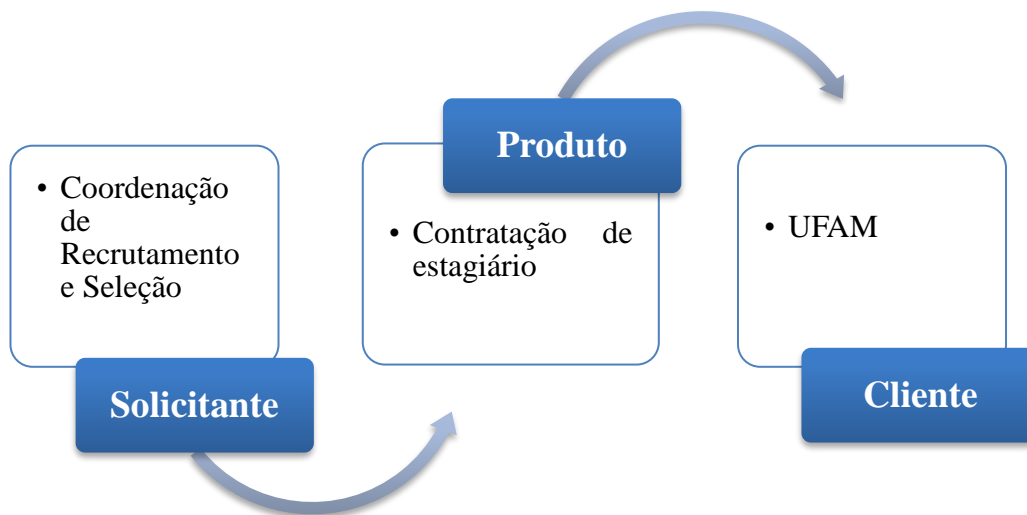 • Coordenação
de
Recrutamento
e Seleção
Solicitante
Produto
• Contratação de
estagiário
• UFAM
Cliente